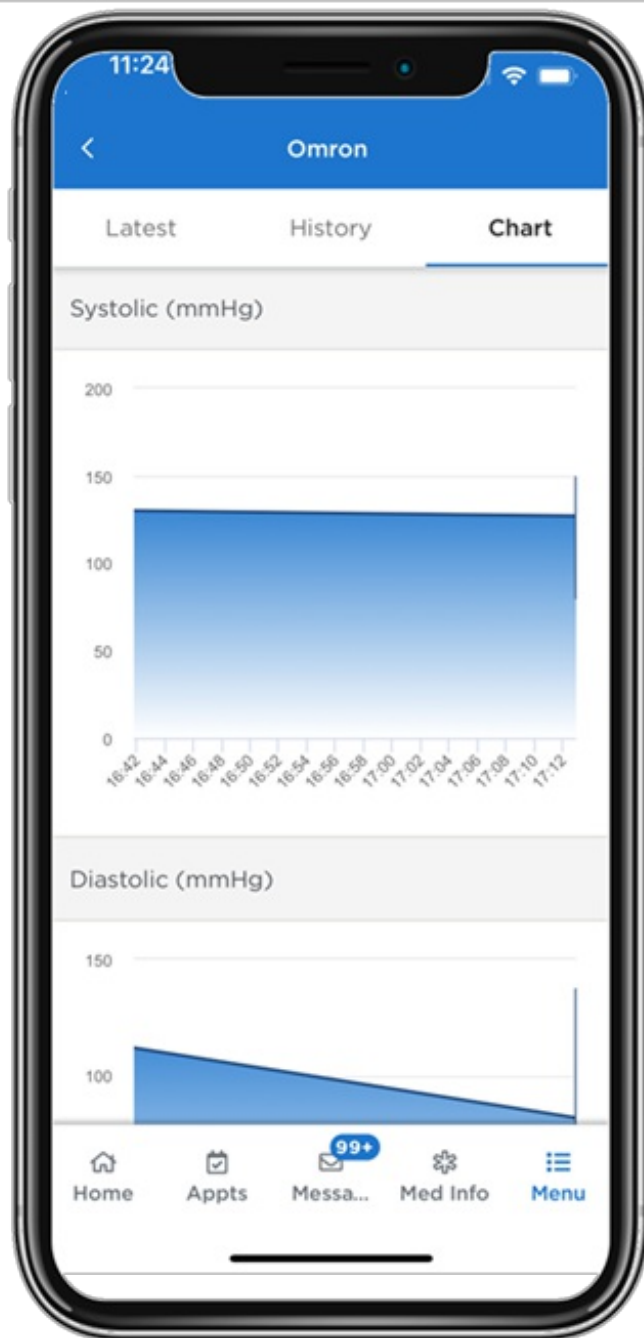 11:24
Omron
Latest History Chart
Systolic (mmHg)
200
150
100
50
0
16:42 16:44 16:46 16:48 16:50 16:52 16:54 16:56 16:58 17:00 17:02 17:04 17:06 17:08 17:10 17:12
Diastolic (mmHg)
150
100
99+
Home Appts Messa... Med Info Menu